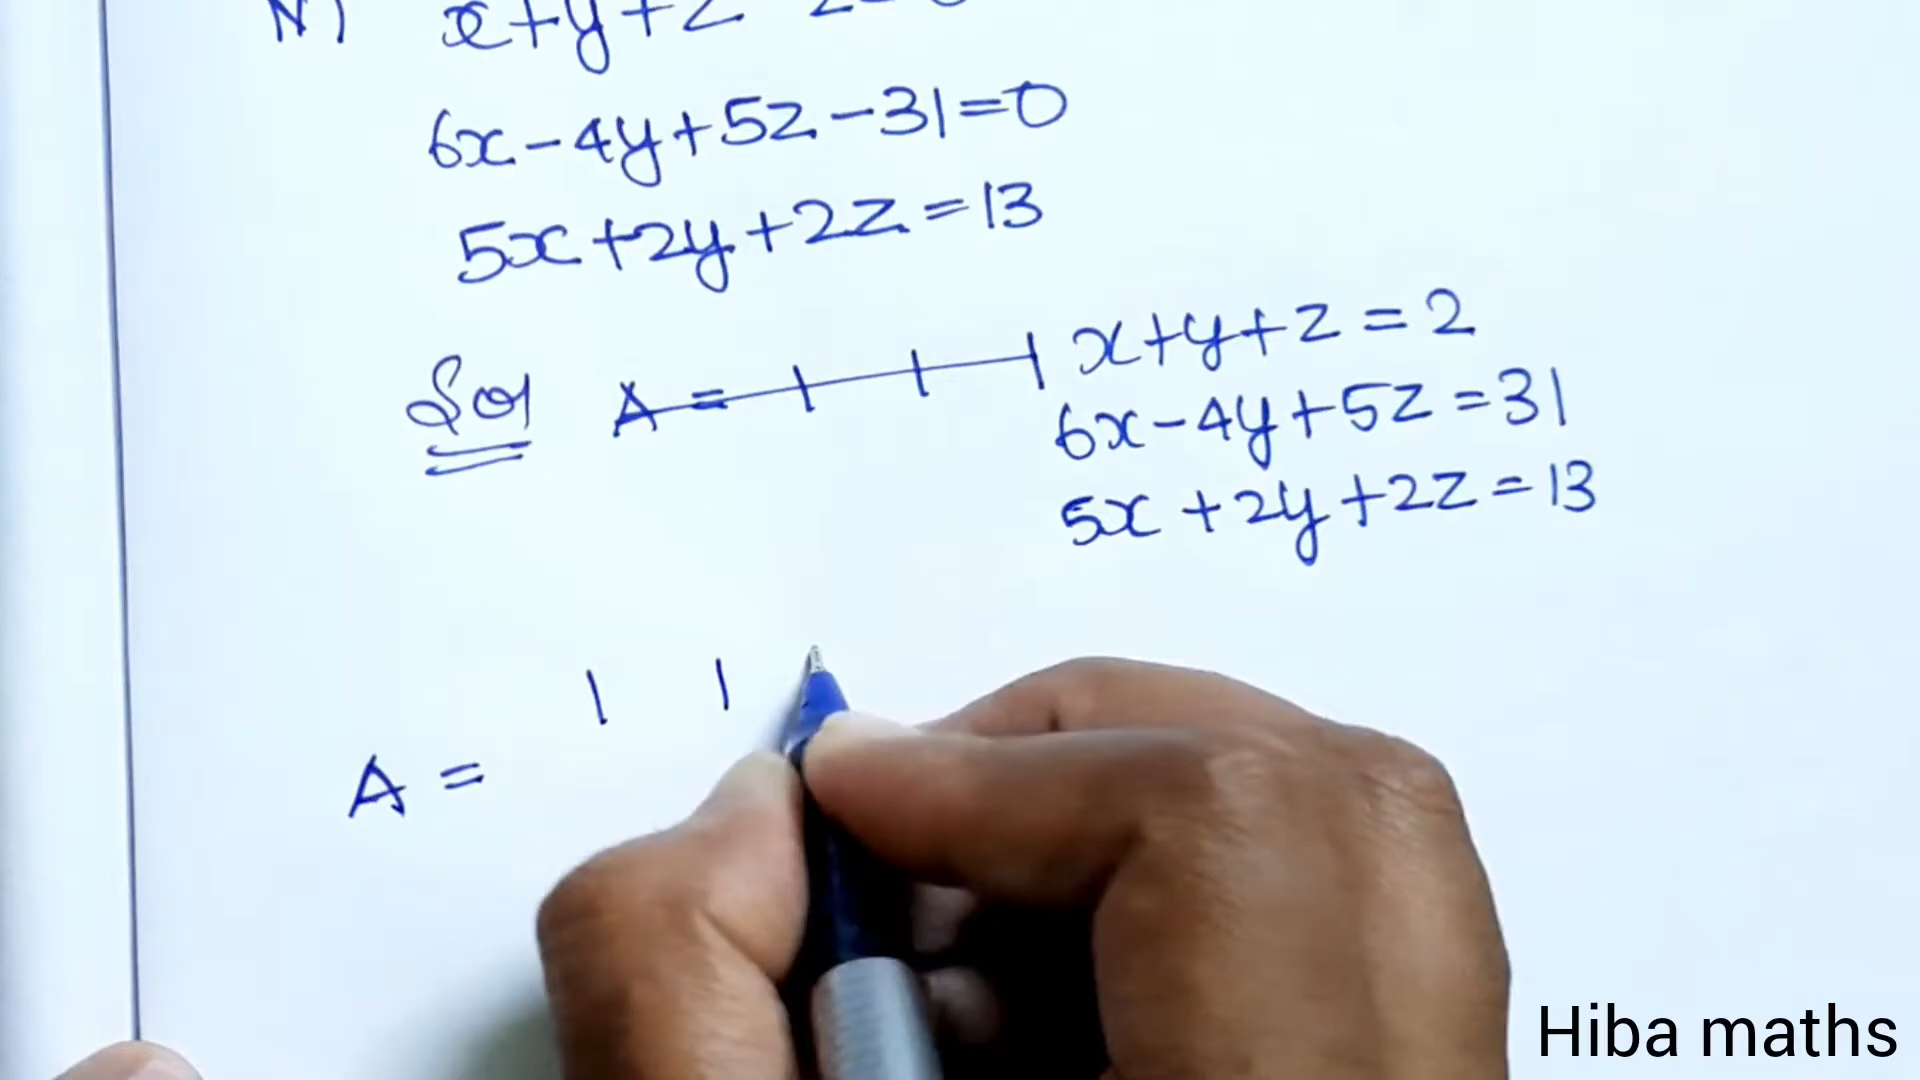 x+y+z
6x-4y+5z-31=0
5x+2y+2z=13
Sol A = 1 1 1
x+y+z=2
6x-4y+5z=31
5x+2y+2z=13
1 1
A =
Hiba maths